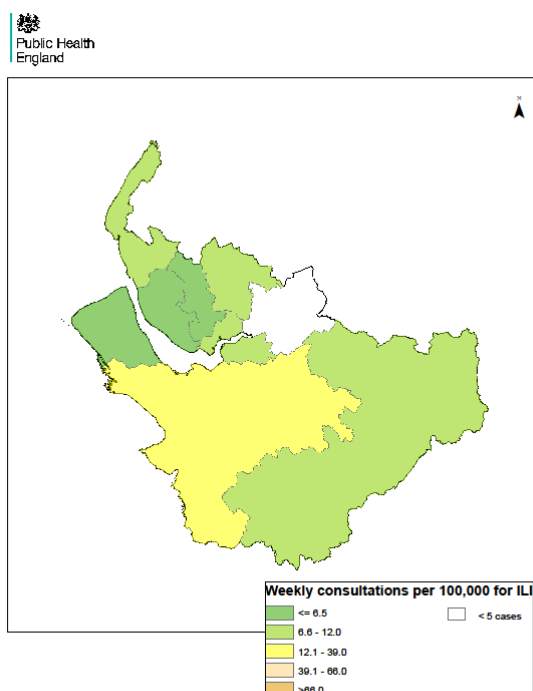 Public Health
England
N
Weekly consultations per 100,000 for ILI
<= 6.5
< 5 cases
6.6 - 12.0
12.1 - 39.0
39.1 - 66.0
>66.0